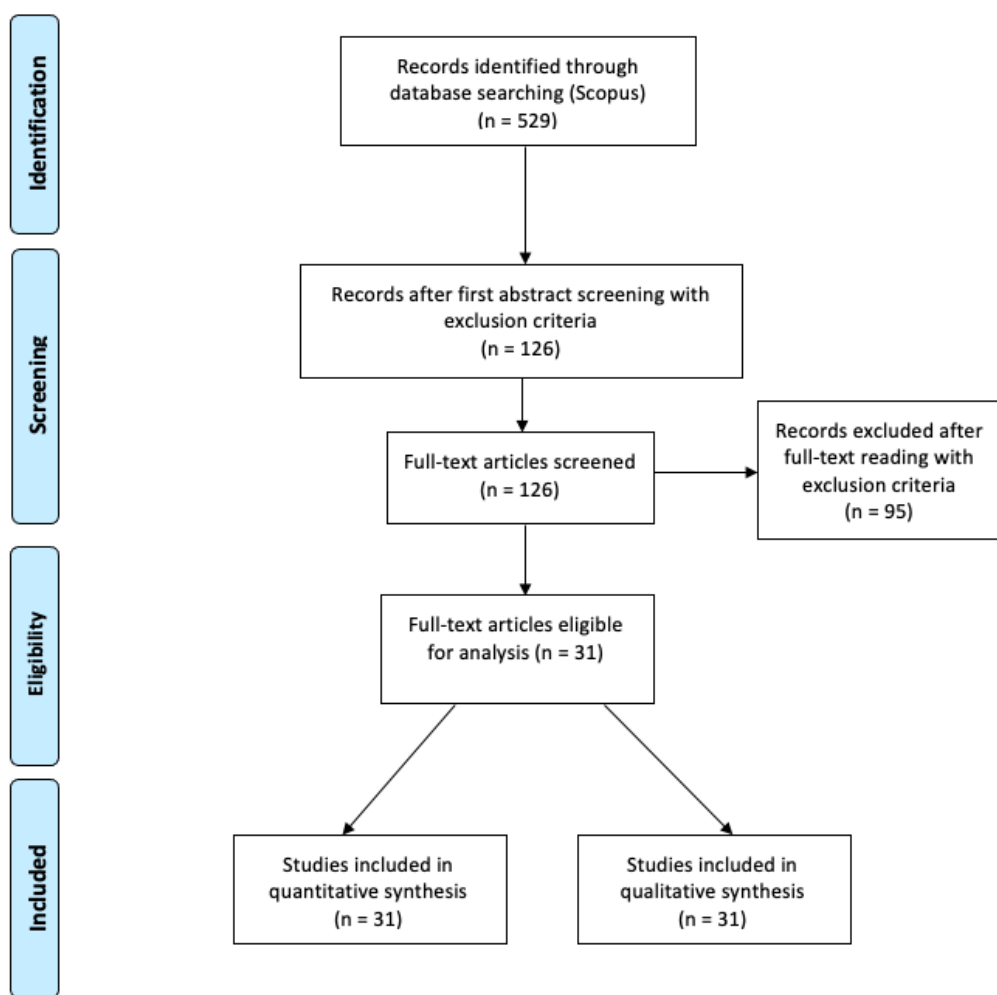 Identification
Records identified through
database searching (Scopus)
(n = 529)
Screening
Records after first abstract screening with
exclusion criteria
(n = 126)
Full-text articles screened
(n = 126)
Records excluded after
full-text reading with
exclusion criteria
(n = 95)
Eligibility
Full-text articles eligible
for analysis (n = 31)
Included
Studies included in
quantitative synthesis
(n = 31)
Studies included in
qualitative synthesis
(n = 31)